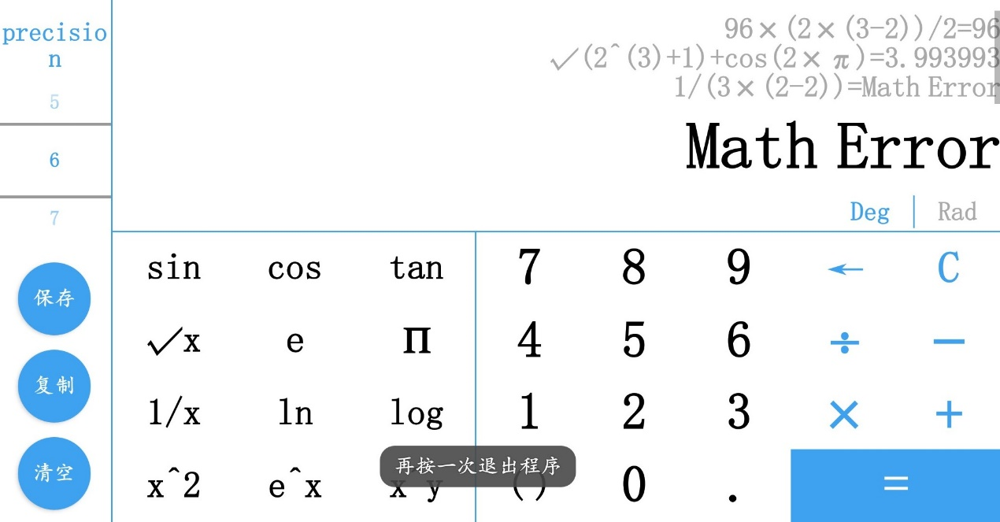 precisio
n
5
6
7
保存
复制
清空
96×(2×(3-2))/2=96
√(2^(3)+1)+cos(2×π)=3.993993
1/(3×(2-2))=Math Error
Math Error
Deg | Rad
sin cos tan 7 8 9 ← C
√x e π 4 5 6 ÷ −
1/x ln log 1 2 3 × +
x^2 e^x x y () 0 . =
再按一次退出程序